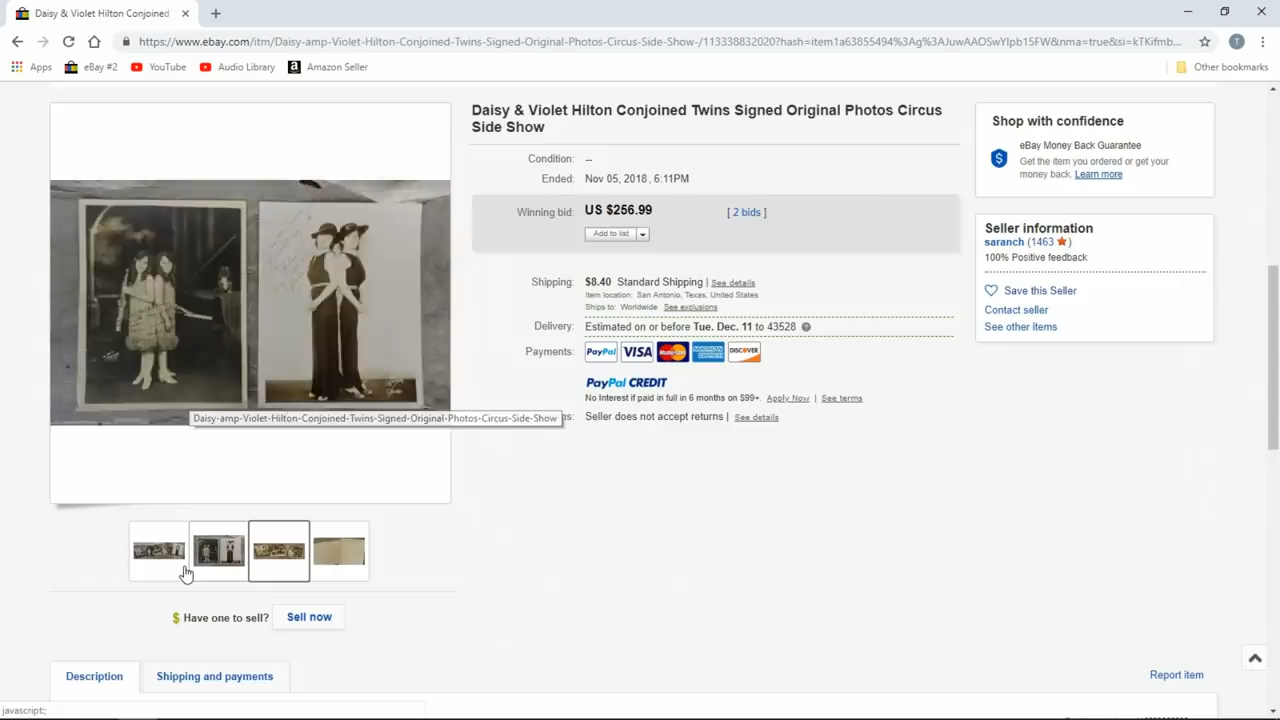 Daisy & Violet Hilton Conjoined
https://www.ebay.com/itm/Daisy-amp-Violet-Hilton-Conjoined-Twins-Signed-Original-Photos-Circus-Side-Show-/113338832020?hash=item1a63855494%3Ag%3AJuwAAOSwYlpb15FW&nma=true&si=kTKifmb...
T
Apps
eBay #2
YouTube
Audio Library
Amazon Seller
Other bookmarks
Daisy & Violet Hilton Conjoined Twins Signed Original Photos Circus
Side Show
Condition: --
Ended: Nov 05, 2018 , 6:11PM
Winning bid: US $256.99 [ 2 bids ]
Add to list
Shipping: $8.40 Standard Shipping | See details
Item location: San Antonio, Texas, United States
Ships to: Worldwide See exclusions
Delivery: Estimated on or before Tue. Dec. 11 to 43528
Payments: PayPal VISA MasterCard AMERICAN EXPRESS DISCOVER
PayPal CREDIT
No Interest if paid in full in 6 months on $99+. Apply Now | See terms
Seller does not accept returns | See details
Daisy-amp-Violet-Hilton-Conjoined-Twins-Signed-Original-Photos-Circus-Side-Show
Shop with confidence
eBay Money Back Guarantee
Get the item you ordered or get your
money back. Learn more
Seller information
saranch (1463 )
100% Positive feedback
Save this Seller
Contact seller
See other items
$ Have one to sell? Sell now
Description
Shipping and payments
Report item
javascript:;